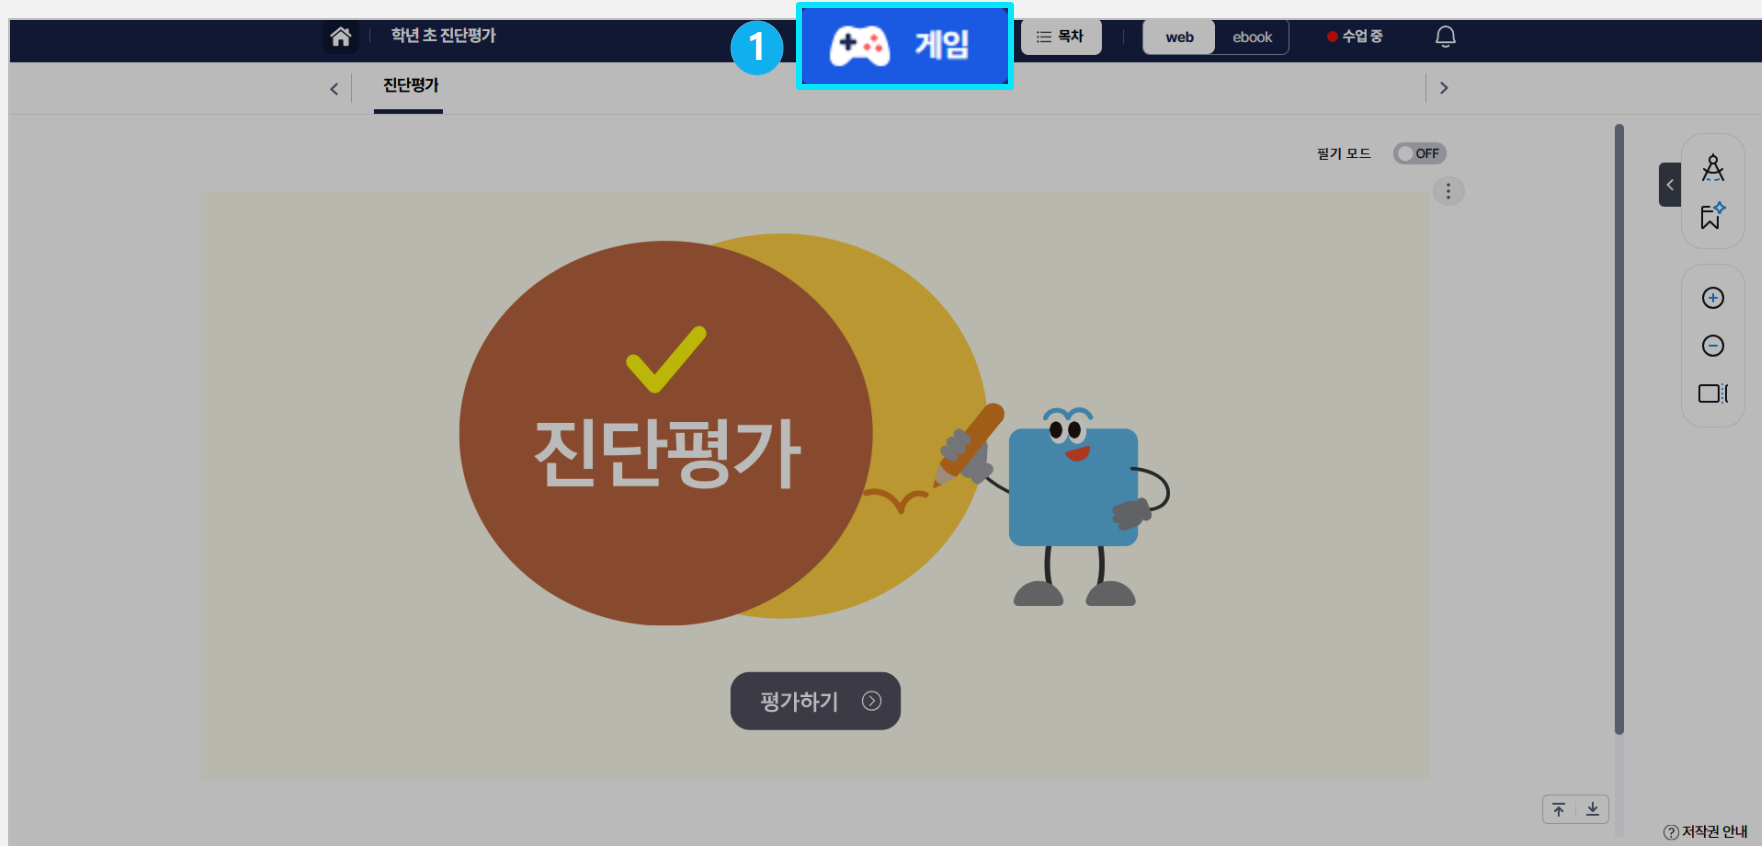 학년 초 진단평가
1
게임
목차
web
ebook
수업 중
진단평가
필기 모드
OFF
진단평가
평가하기
? 저작권 안내